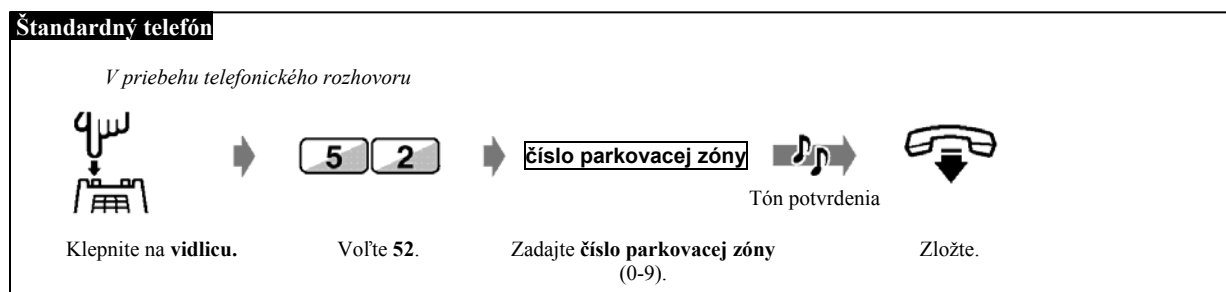 Štandardný telefón
V priebehu telefonického rozhovoru
5 2
číslo parkovacej zóny
Tón potvrdenia
Klepnite na vidlicu.
Voľte 52.
Zadajte číslo parkovacej zóny
(0-9).
Zložte.